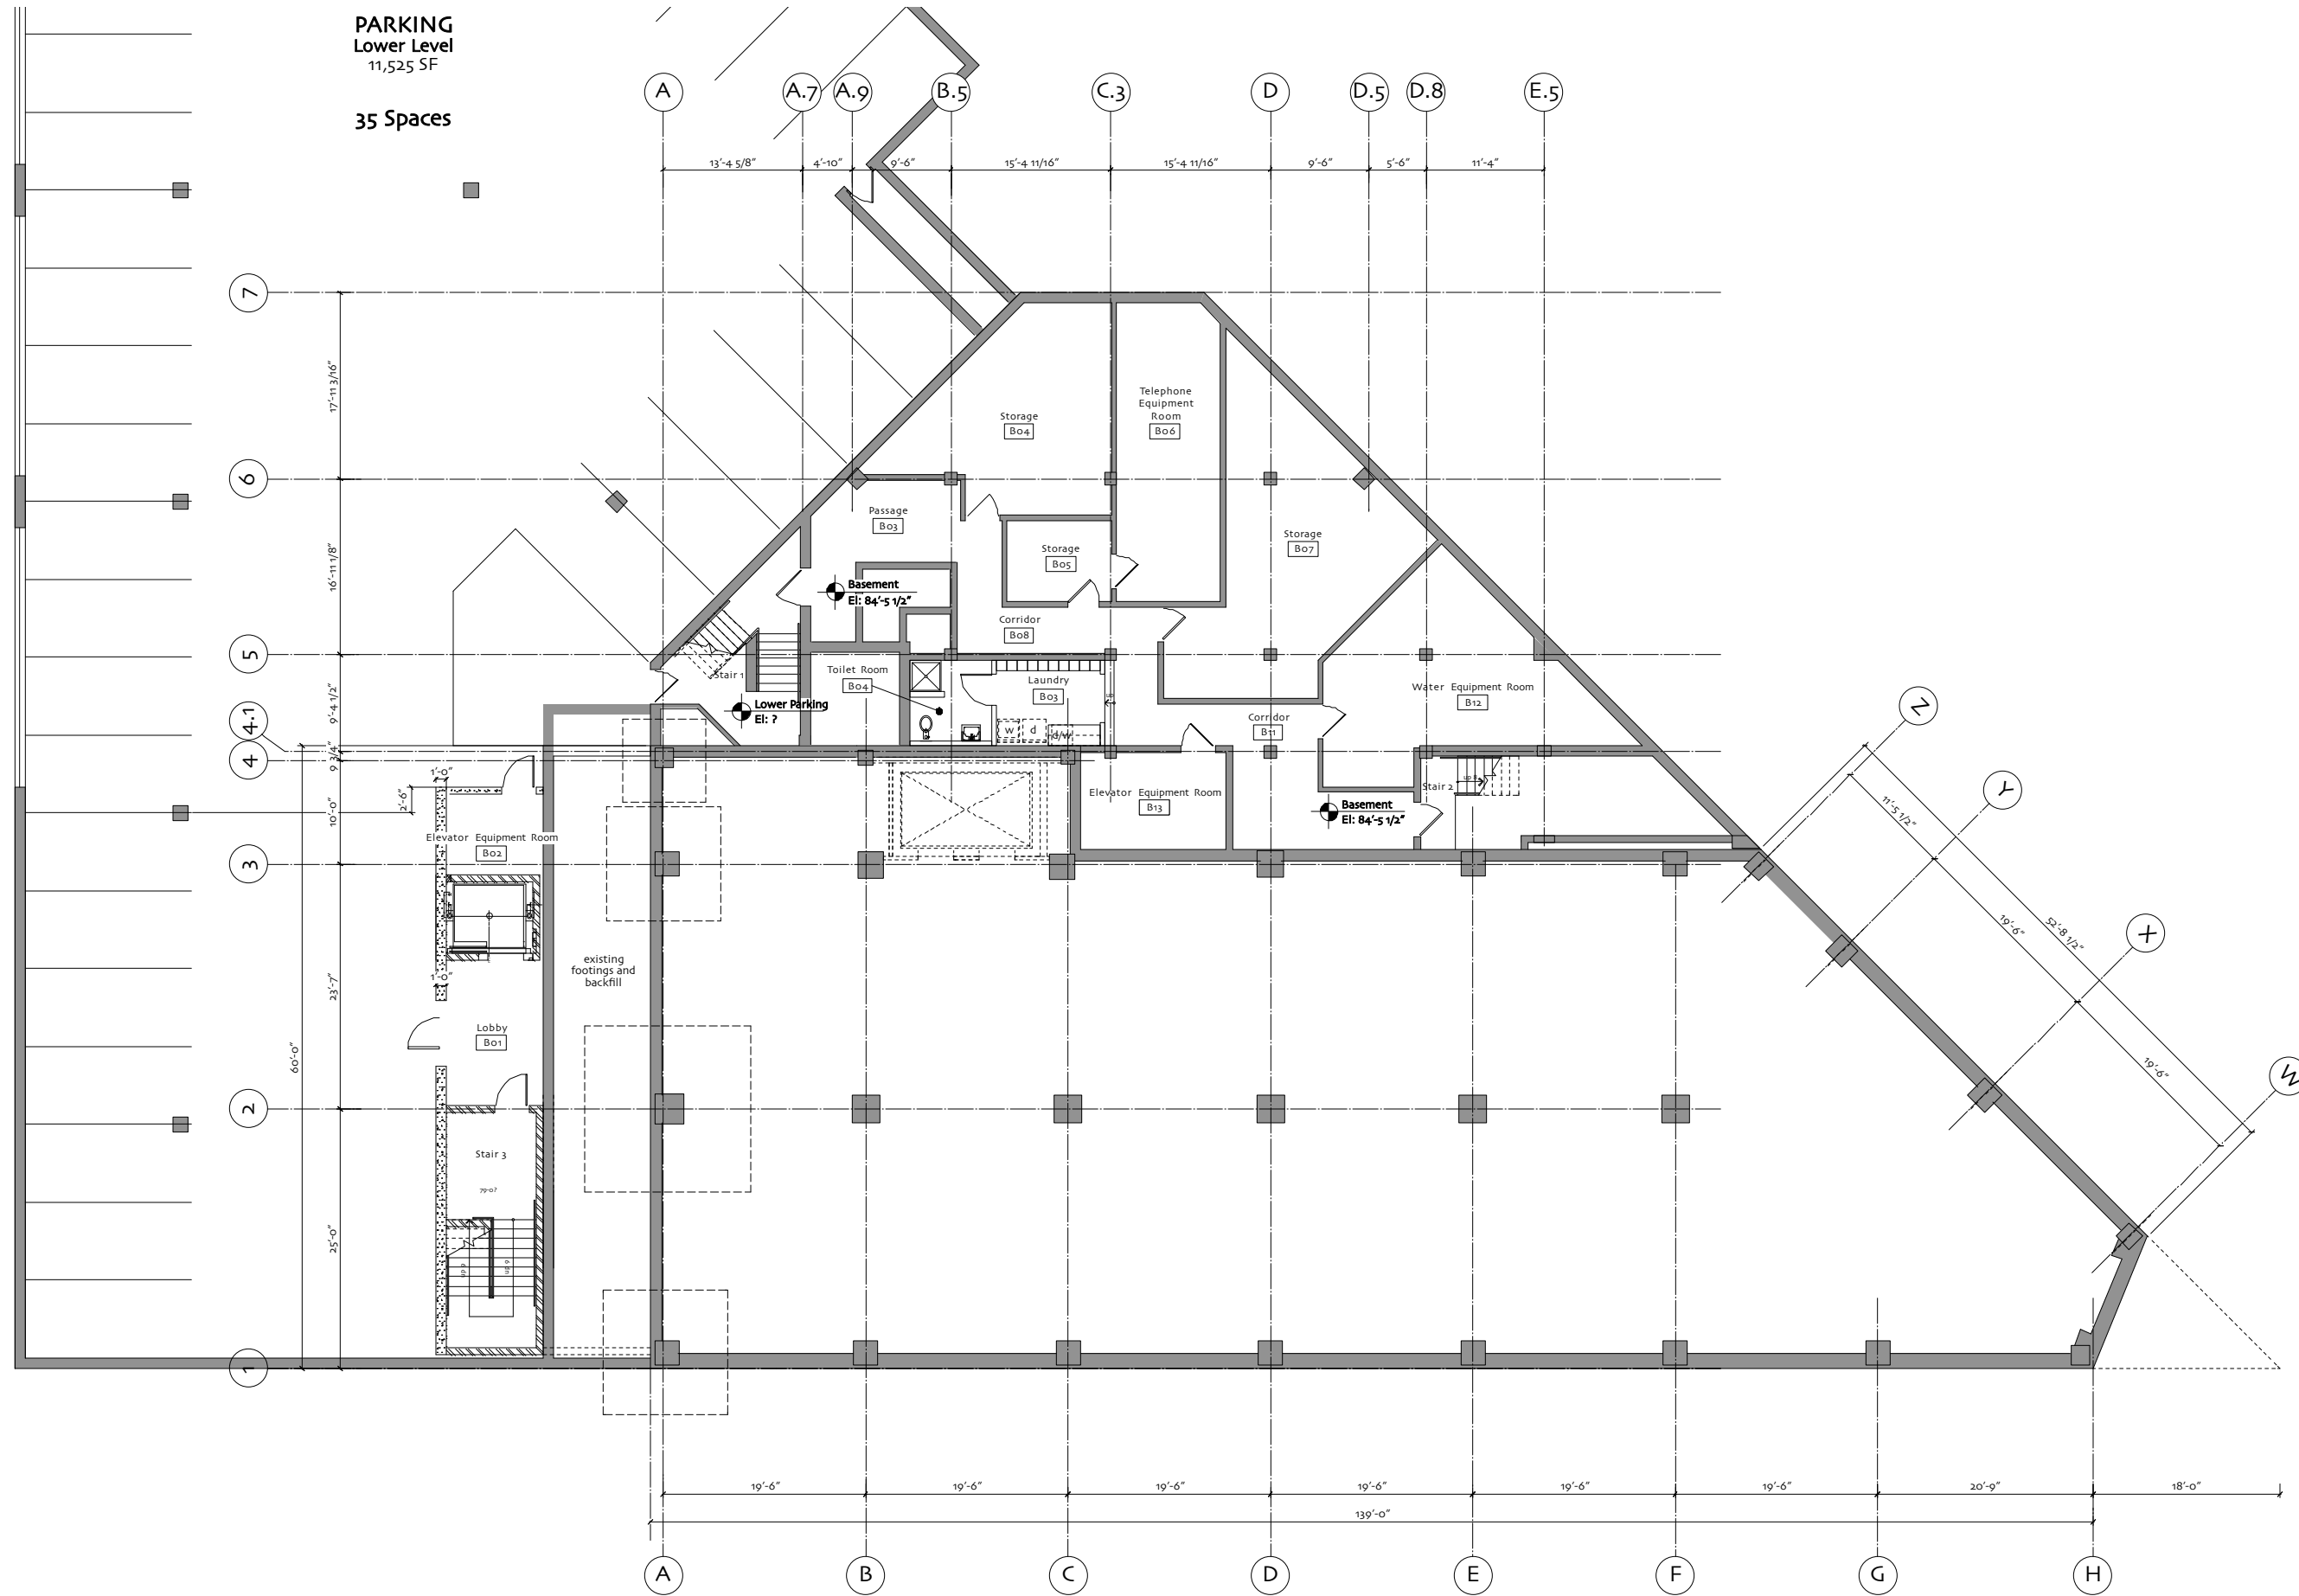 PARKING
Lower Level
11,525 SF
35 Spaces
A
A.7
A.9
B.5
C.3
D
D.5
D.8
E.5
13'-4 5/8"
4'-10"
9'-6"
15'-4 11/16"
15'-4 11/16"
9'-6"
5'-6"
11'-4"
7
6
5
4.1
4
3
2
1
17'-11 3/16"
16'-11 1/8"
9'-4 1/2"
9 3/4"
10'-0"
23'-7"
25'-0"
60'-0"
1'-0"
2'-6"
1'-0"
Storage
B04
Telephone
Equipment
Room
B06
Passage
B03
Storage
B05
Storage
B07
Basement
El: 84'-5 1/2"
Corridor
B08
Stair 1
Toilet Room
B04
Laundry
B03
w
d
d/w
Lower Parking
El: ?
Water Equipment Room
B12
Corridor
B11
Elevator Equipment Room
B13
Stair 2
up 8
Basement
El: 84'-5 1/2"
Elevator Equipment Room
B02
existing
footings and
backfill
Lobby
B01
Stair 3
79-07
up 9
up 9
Z
Y
X
W
11'-5 1/2"
19'-6"
52'-8 1/2"
19'-6"
19'-6"
19'-6"
19'-6"
19'-6"
19'-6"
19'-6"
20'-9"
18'-0"
139'-0"
A
B
C
D
E
F
G
H